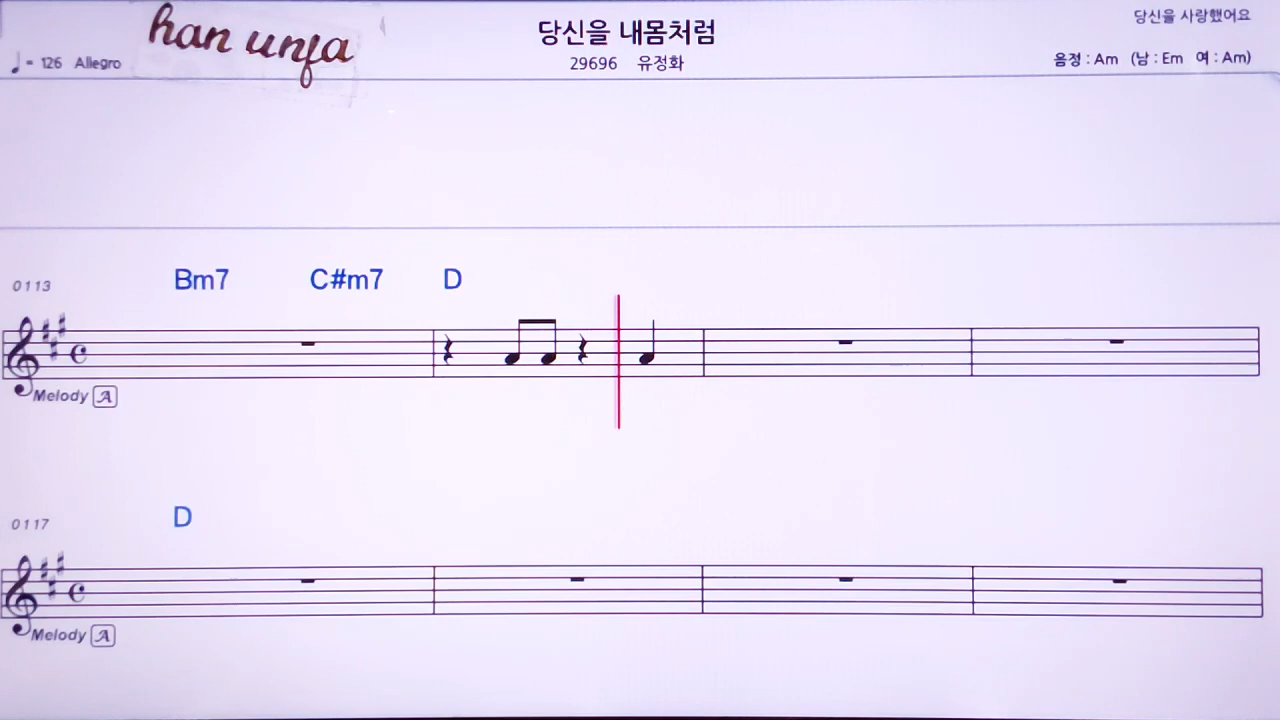 han unja
당신을 내몸처럼
당신을 사랑했어요
♩= 126 Allegro
29696 유정화
음정 : Am (남 : Em 여 : Am)
Bm7 C#m7 D
0113
Melody A
D
0117
Melody A